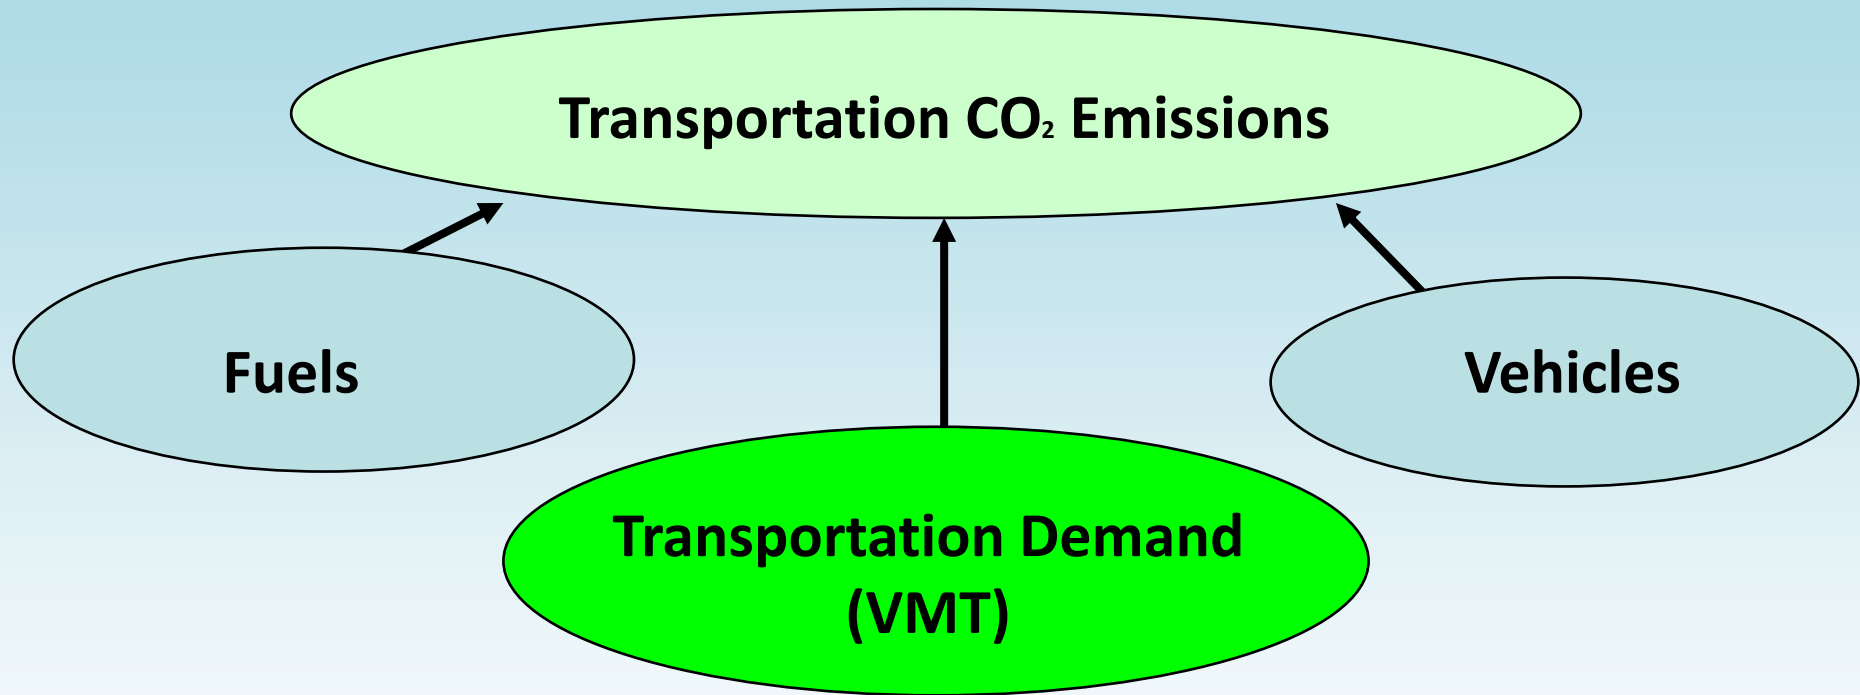 Transportation CO₂ Emissions
Fuels
Vehicles
Transportation Demand
(VMT)